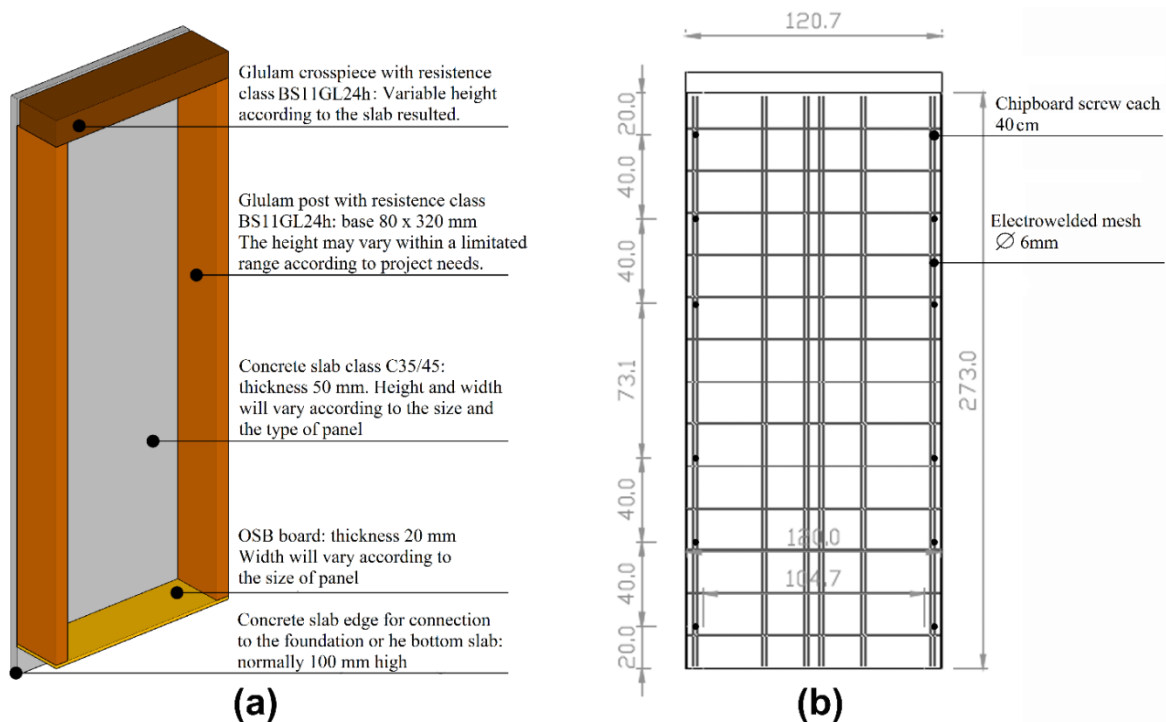 Glulam crosspiece with resistence
class BS11GL24h: Variable height
according to the slab resulted.
Glulam post with resistence class
BS11GL24h: base 80 x 320 mm
The height may vary within a limitated
range according to project needs.
Concrete slab class C35/45:
thickness 50 mm. Height and width
will vary according to the size and
the type of panel
OSB board: thickness 20 mm
Width will vary according to
the size of panel
Concrete slab edge for connection
to the foundation or he bottom slab:
normally 100 mm high
(a)
120.7
20.0
40.0
40.0
73.1
40.0
40.0
20.0
120.0
104.7
273.0
Chipboard screw each
40 cm
Electrowelded mesh
∅ 6mm
(b)